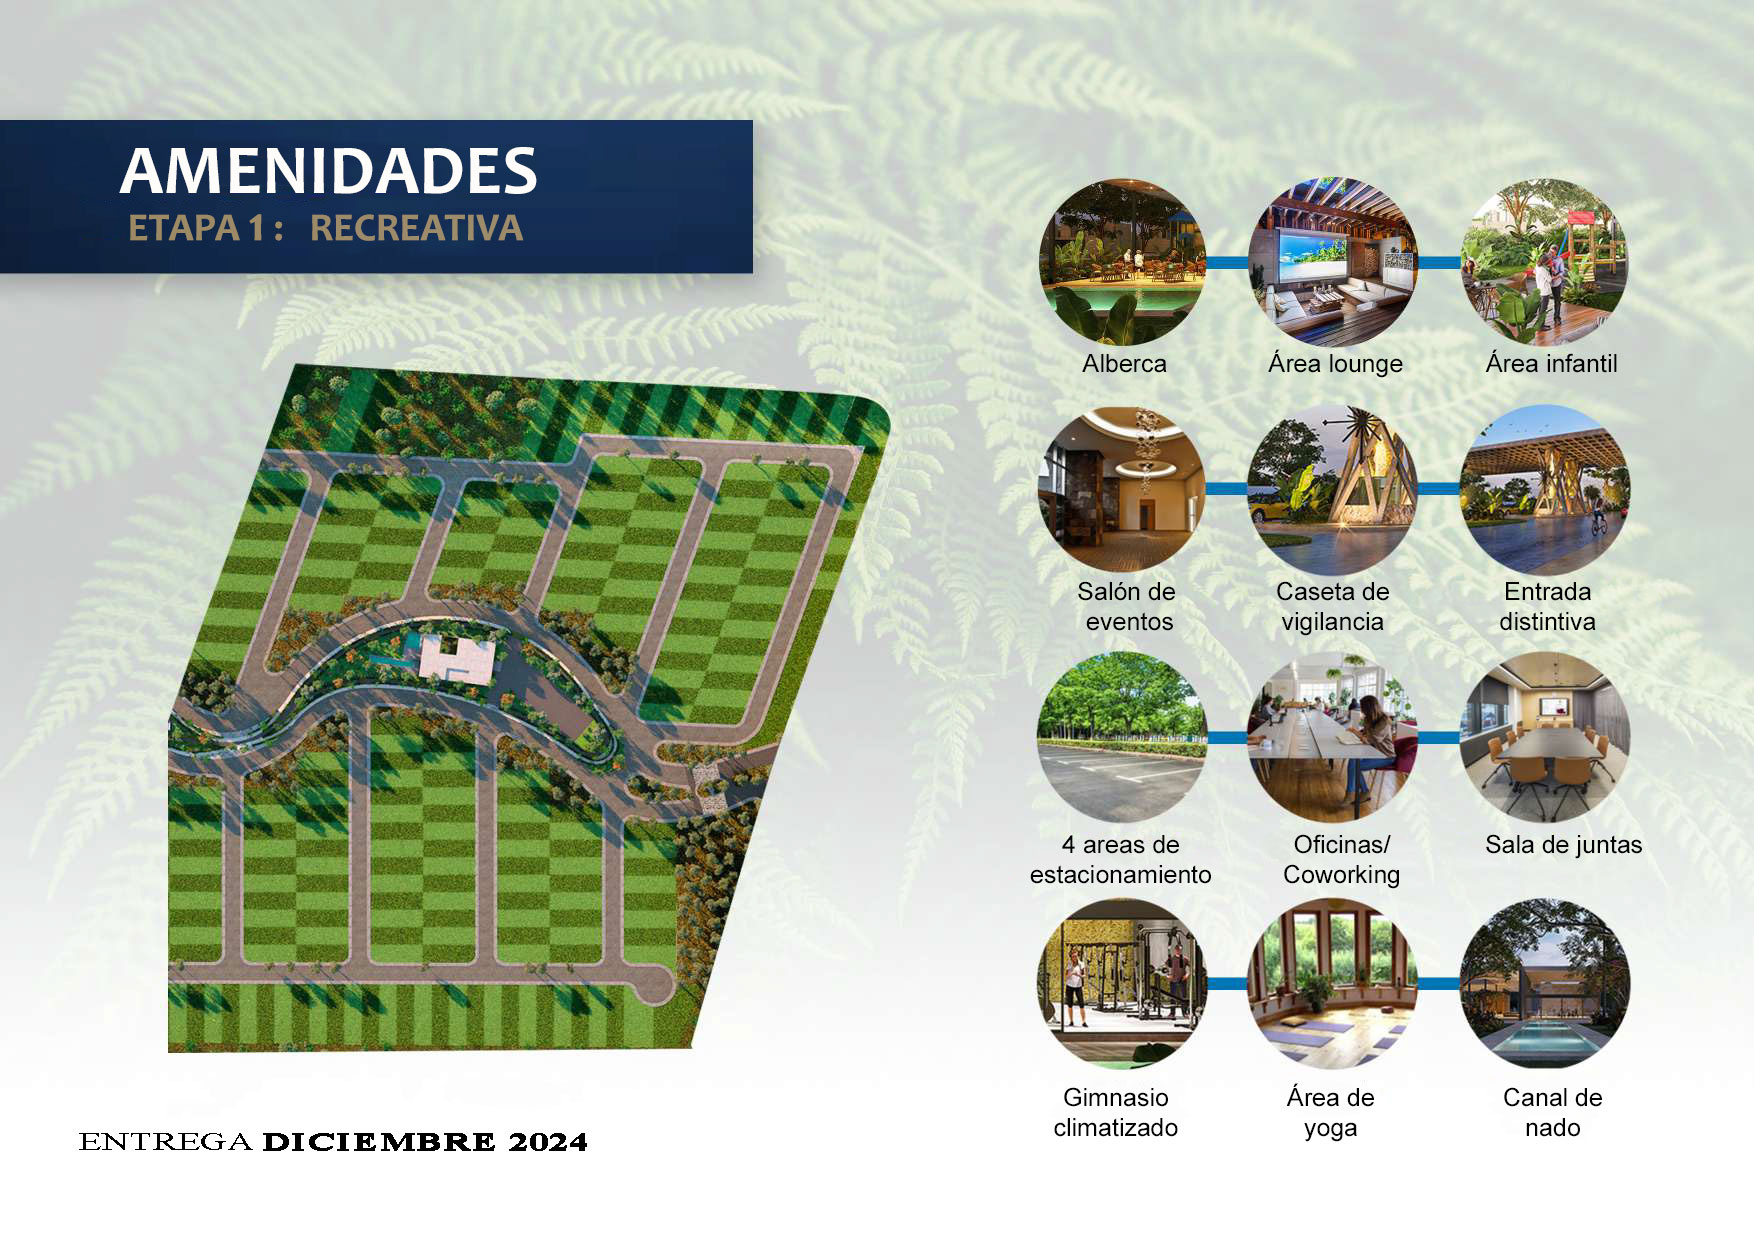 AMENIDADES
ETAPA 1 : RECREATIVA
Alberca
Área lounge
Área infantil
Salón de
eventos
Caseta de
vigilancia
Entrada
distintiva
4 areas de
estacionamiento
Oficinas/
Coworking
Sala de juntas
Gimnasio
climatizado
Área de
yoga
Canal de
nado
ENTREGA DICIEMBRE 2024